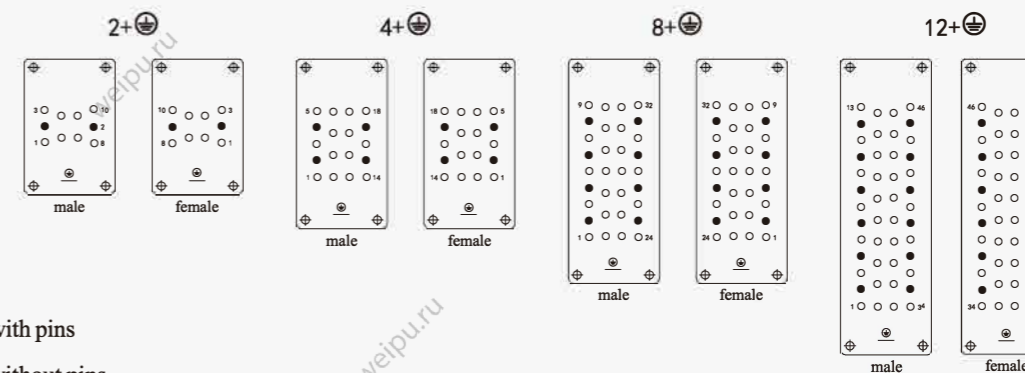 2+ 4+ 8+ 12+
3 10 10 3 5 18 18 5 9 32 32 9 13 46 46
2
1 8 8 1 1 14 14 1 1 24 24 1 1 34 34
male female male female male female male female
with pins
without pins
weipu.ru
weipu.ru